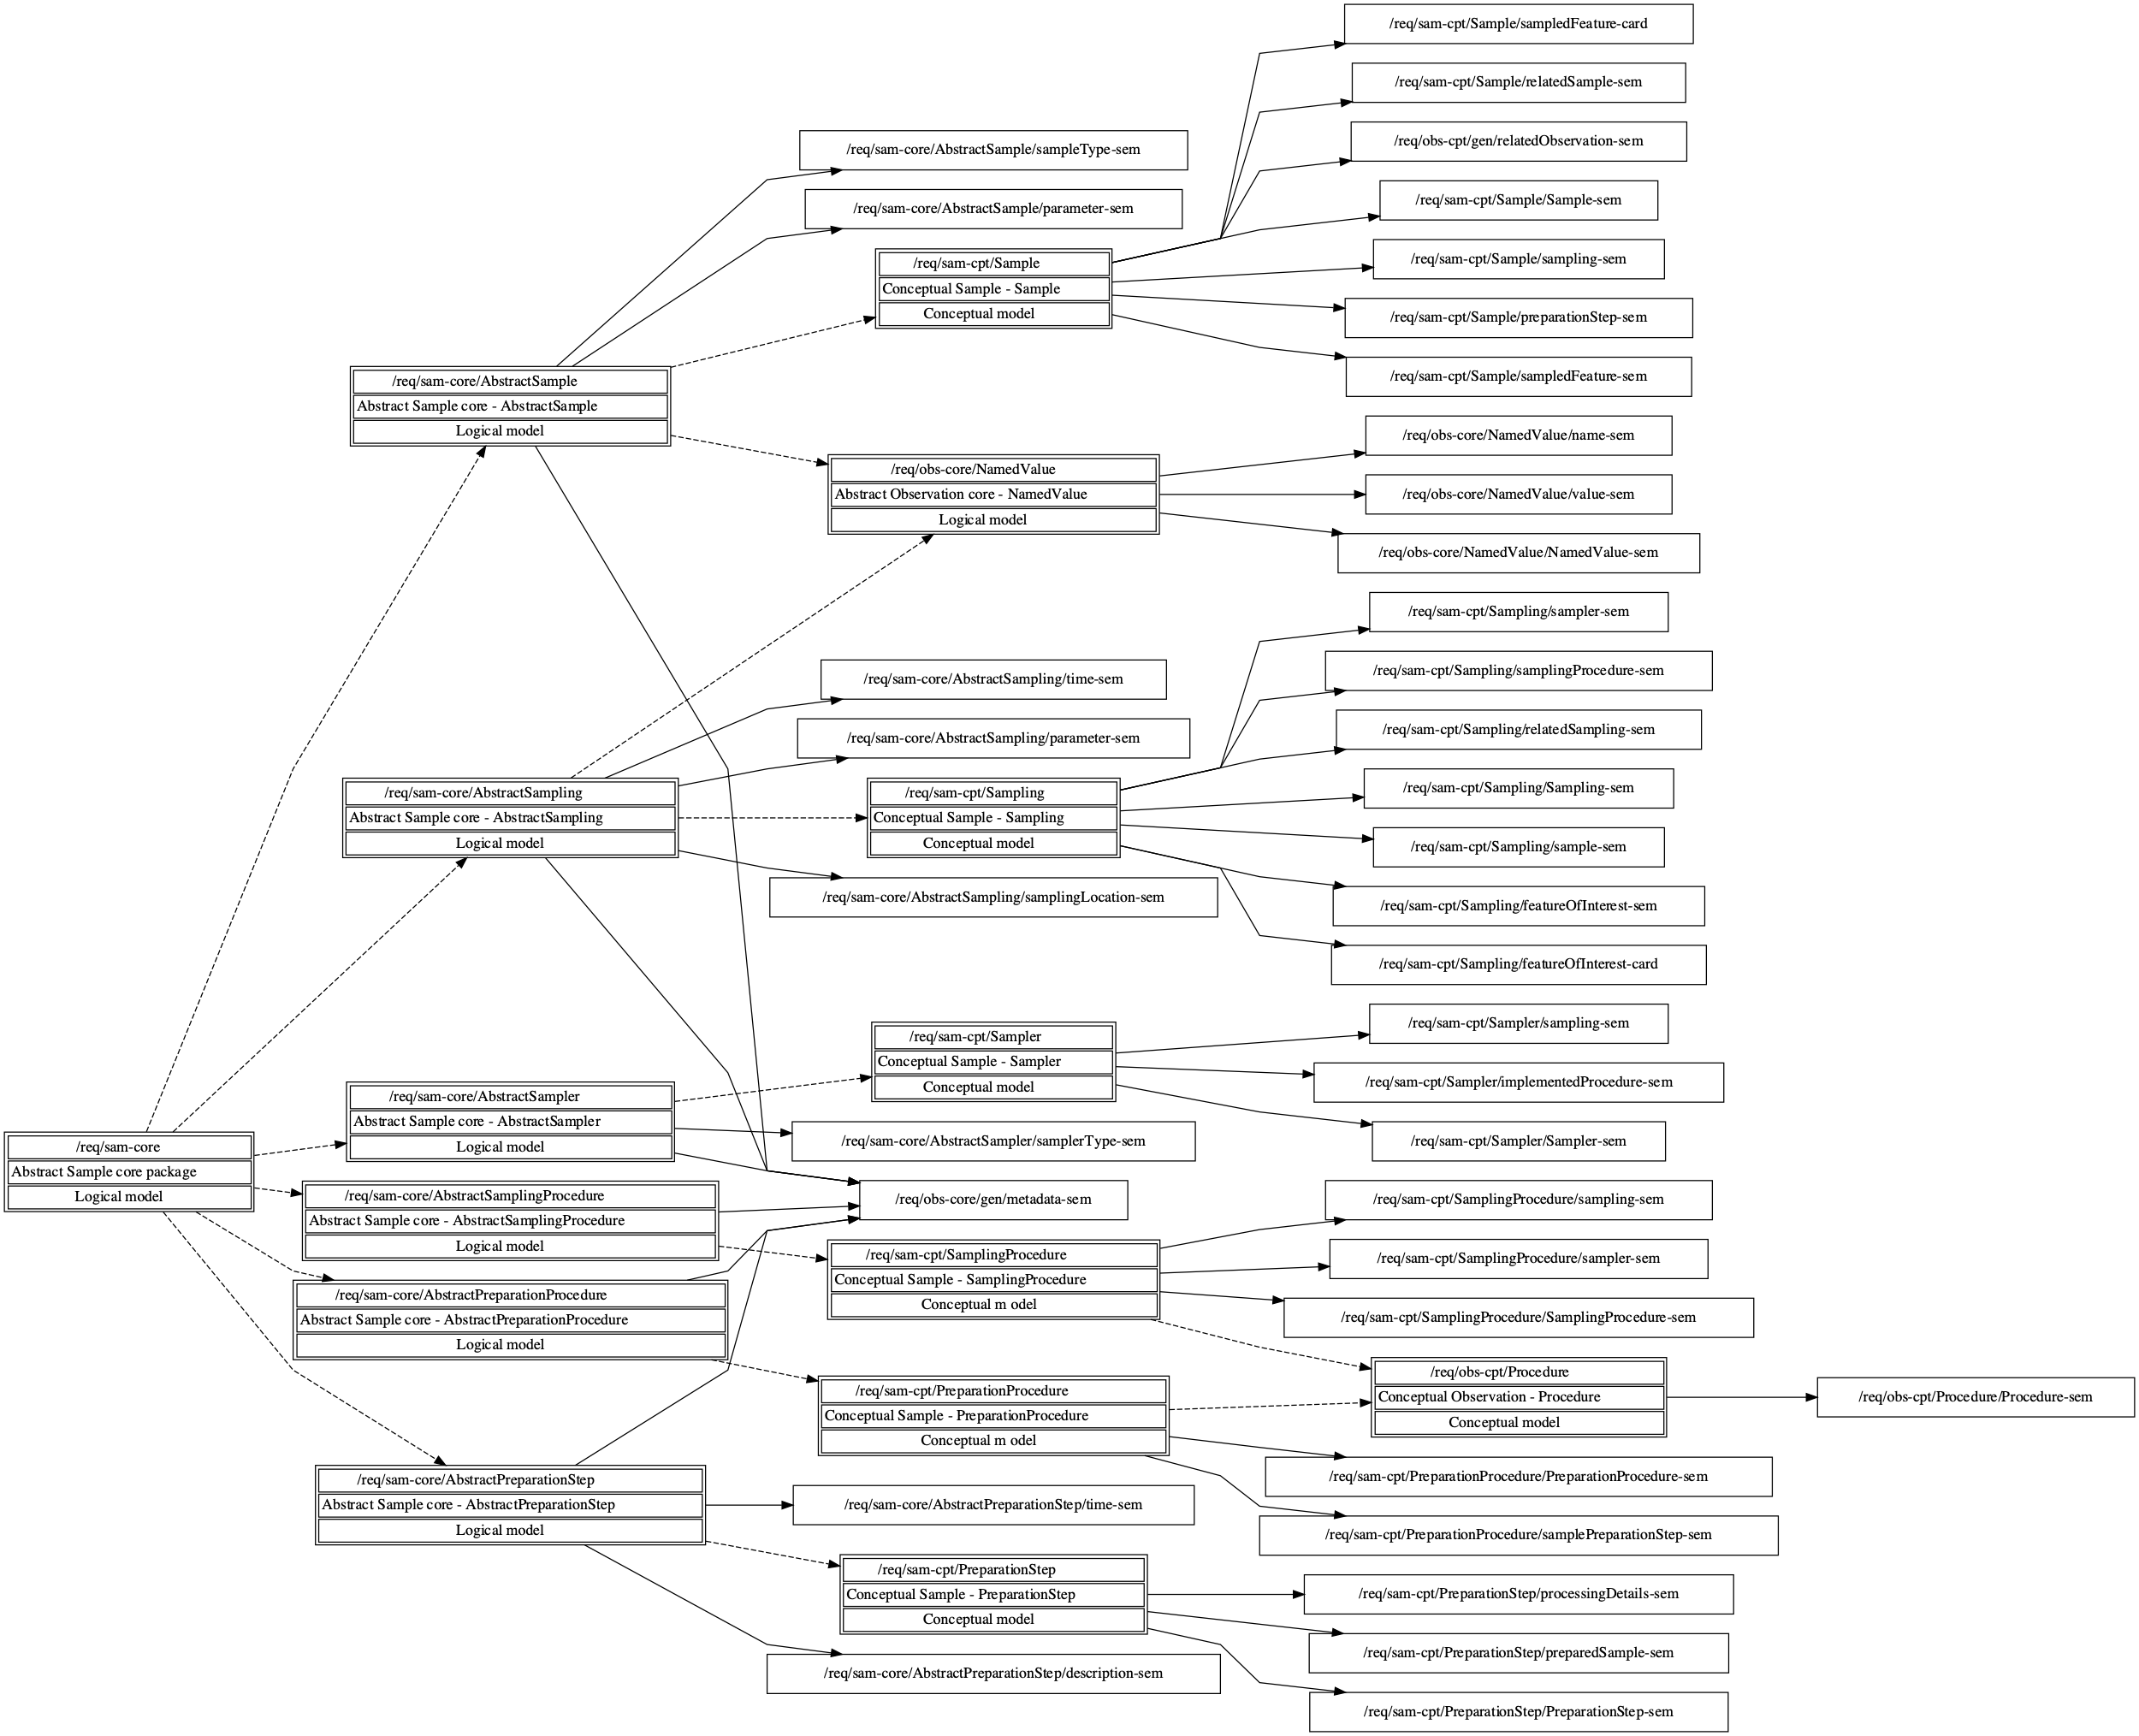 /req/sam-cpt/Sample/sampledFeature-card
/req/sam-cpt/Sample/relatedSample-sem
/req/obs-cpt/gen/relatedObservation-sem
/req/sam-cpt/Sample/Sample-sem
/req/sam-cpt/Sample/sampling-sem
/req/sam-cpt/Sample/preparationStep-sem
/req/sam-cpt/Sample/sampledFeature-sem
/req/sam-core/AbstractSample/sampleType-sem
/req/sam-core/AbstractSample/parameter-sem
/req/sam-cpt/Sample
Conceptual Sample - Sample
Conceptual model
/req/sam-core/AbstractSample
Abstract Sample core - AbstractSample
Logical model
/req/obs-core/NamedValue
Abstract Observation core - NamedValue
Logical model
/req/obs-core/NamedValue/name-sem
/req/obs-core/NamedValue/value-sem
/req/obs-core/NamedValue/NamedValue-sem
/req/sam-cpt/Sampling/sampler-sem
/req/sam-cpt/Sampling/samplingProcedure-sem
/req/sam-cpt/Sampling/relatedSampling-sem
/req/sam-cpt/Sampling/Sampling-sem
/req/sam-cpt/Sampling/sample-sem
/req/sam-cpt/Sampling/featureOfInterest-sem
/req/sam-cpt/Sampling/featureOfInterest-card
/req/sam-core/AbstractSampling/time-sem
/req/sam-core/AbstractSampling/parameter-sem
/req/sam-core/AbstractSampling
Abstract Sample core - AbstractSampling
Logical model
/req/sam-cpt/Sampling
Conceptual Sample - Sampling
Conceptual model
/req/sam-core/AbstractSampling/samplingLocation-sem
/req/sam-cpt/Sampler
Conceptual Sample - Sampler
Conceptual model
/req/sam-cpt/Sampler/sampling-sem
/req/sam-cpt/Sampler/implementedProcedure-sem
/req/sam-cpt/Sampler/Sampler-sem
/req/sam-core/AbstractSampler
Abstract Sample core - AbstractSampler
Logical model
/req/sam-core/AbstractSampler/samplerType-sem
/req/sam-core
Abstract Sample core package
Logical model
/req/sam-core/AbstractSamplingProcedure
Abstract Sample core - AbstractSamplingProcedure
Logical model
/req/obs-core/gen/metadata-sem
/req/sam-cpt/SamplingProcedure
Conceptual Sample - SamplingProcedure
Conceptual m odel
/req/sam-cpt/SamplingProcedure/sampling-sem
/req/sam-cpt/SamplingProcedure/sampler-sem
/req/sam-cpt/SamplingProcedure/SamplingProcedure-sem
/req/sam-core/AbstractPreparationProcedure
Abstract Sample core - AbstractPreparationProcedure
Logical model
/req/obs-cpt/Procedure
Conceptual Observation - Procedure
Conceptual model
/req/obs-cpt/Procedure/Procedure-sem
/req/sam-cpt/PreparationProcedure
Conceptual Sample - PreparationProcedure
Conceptual m odel
/req/sam-cpt/PreparationProcedure/PreparationProcedure-sem
/req/sam-cpt/PreparationProcedure/samplePreparationStep-sem
/req/sam-core/AbstractPreparationStep
Abstract Sample core - AbstractPreparationStep
Logical model
/req/sam-core/AbstractPreparationStep/time-sem
/req/sam-cpt/PreparationStep
Conceptual Sample - PreparationStep
Conceptual model
/req/sam-cpt/PreparationStep/processingDetails-sem
/req/sam-cpt/PreparationStep/preparedSample-sem
/req/sam-cpt/PreparationStep/PreparationStep-sem
/req/sam-core/AbstractPreparationStep/description-sem